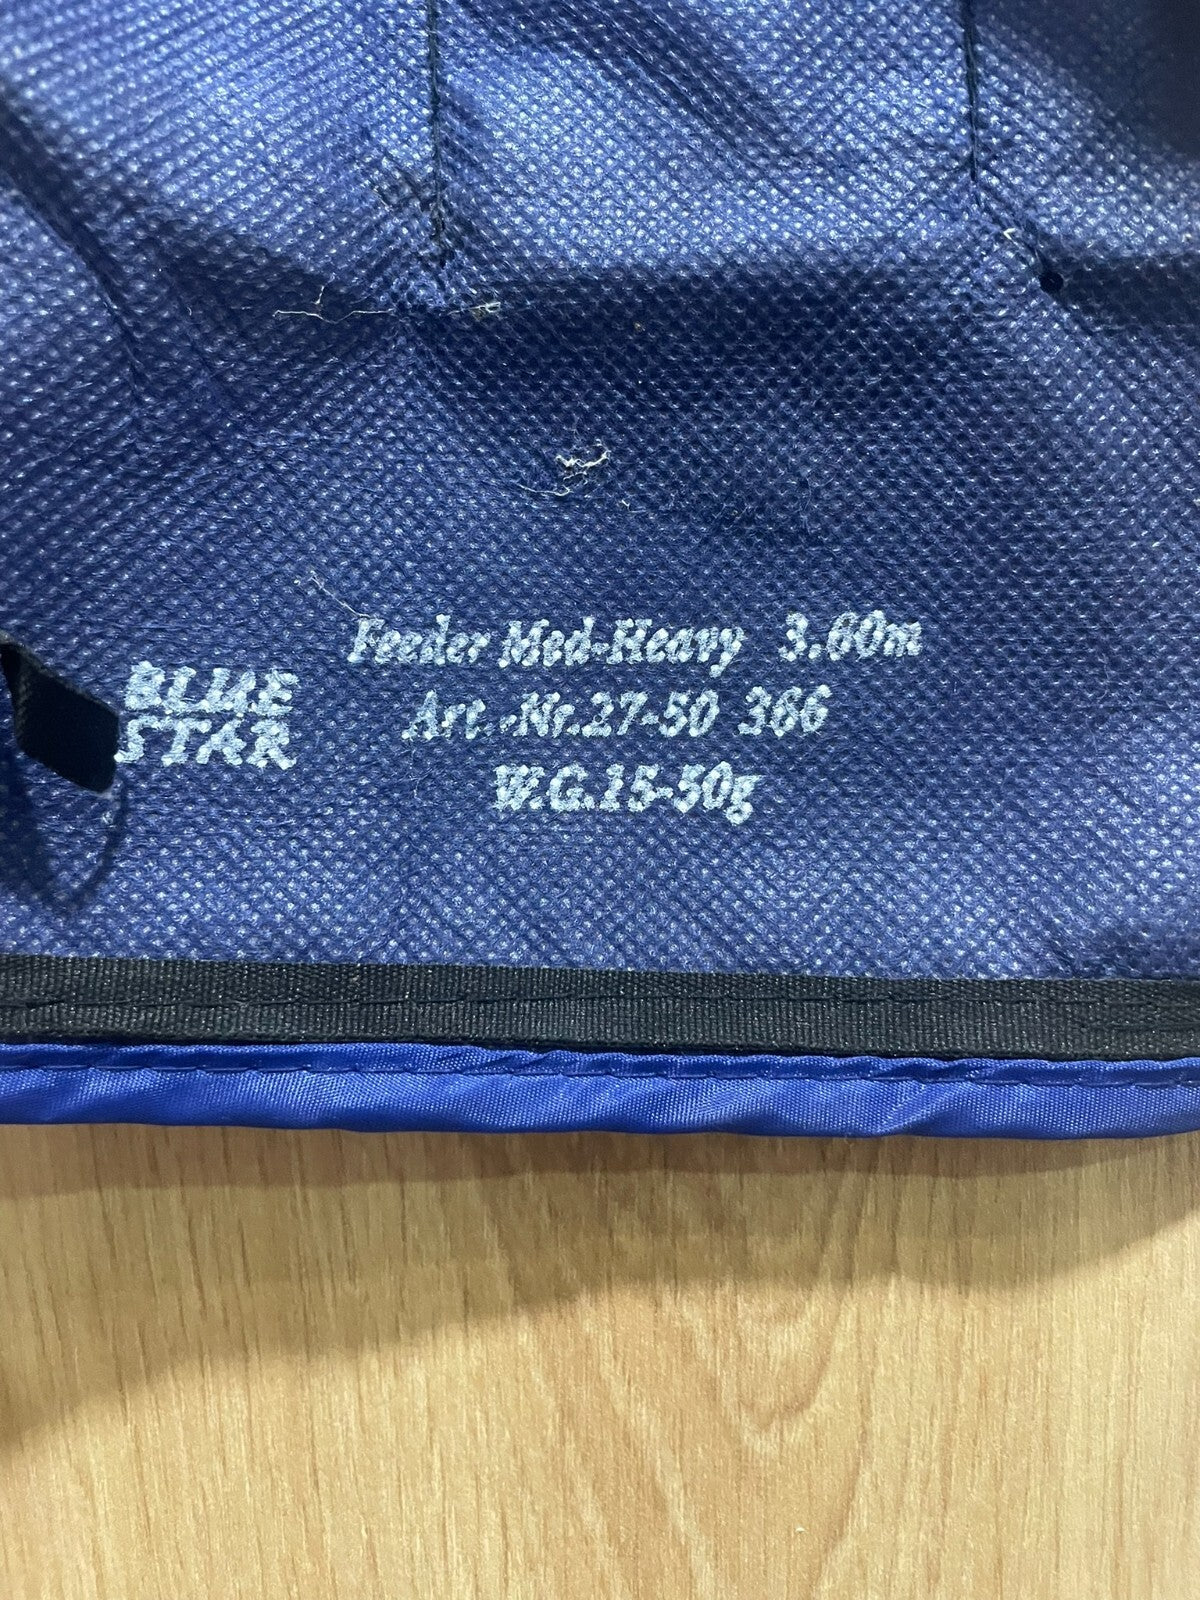 Feeder Med-Heavy 3.60m
BLUE
STAR
Art.-Nr.27-50 366
W.G.15-50g